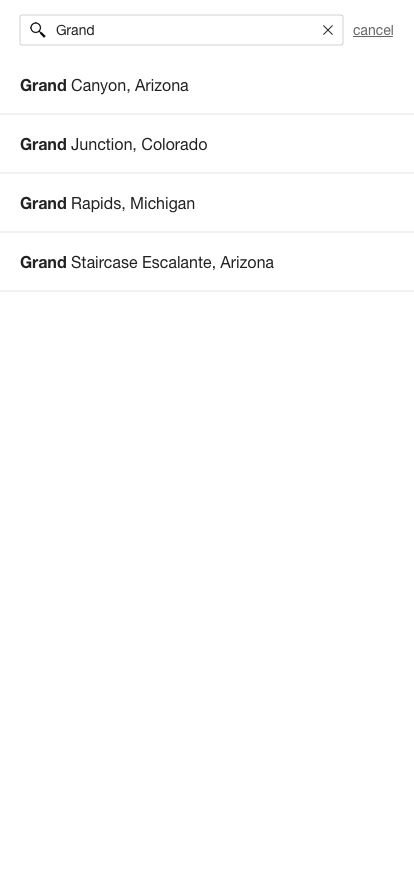 Grand
cancel
Grand Canyon, Arizona
Grand Junction, Colorado
Grand Rapids, Michigan
Grand Staircase Escalante, Arizona